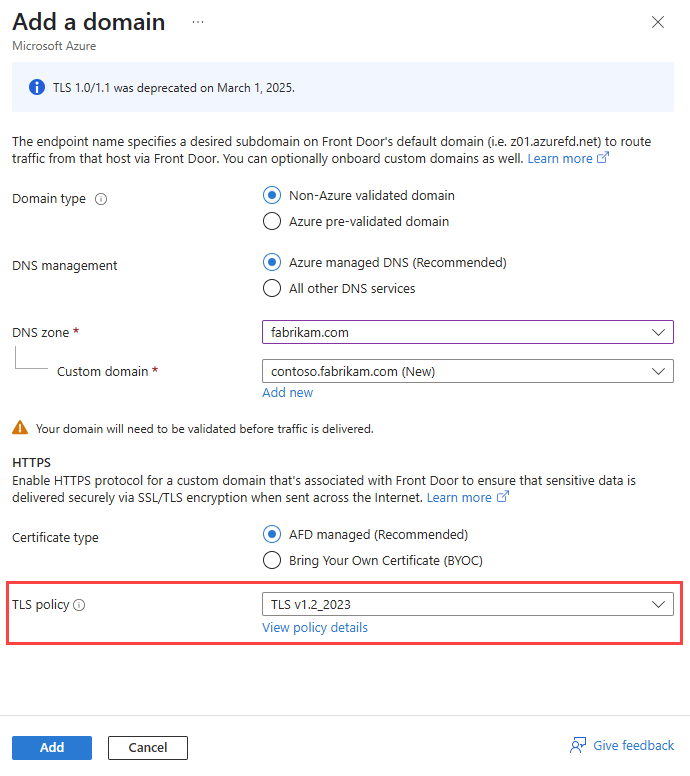 Add a domain ...
Microsoft Azure
TLS 1.0/1.1 was deprecated on March 1, 2025.
The endpoint name specifies a desired subdomain on Front Door's default domain (i.e. z01.azurefd.net) to route
traffic from that host via Front Door. You can optionally onboard custom domains as well. Learn more
Domain type
Non-Azure validated domain
Azure pre-validated domain
DNS management
Azure managed DNS (Recommended)
All other DNS services
DNS zone *
fabrikam.com
Custom domain *
contoso.fabrikam.com (New)
Add new
Your domain will need to be validated before traffic is delivered.
HTTPS
Enable HTTPS protocol for a custom domain that's associated with Front Door to ensure that sensitive data is
delivered securely via SSL/TLS encryption when sent across the Internet. Learn more
Certificate type
AFD managed (Recommended)
Bring Your Own Certificate (BYOC)
TLS policy
TLS v1.2_2023
View policy details
Add
Cancel
Give feedback